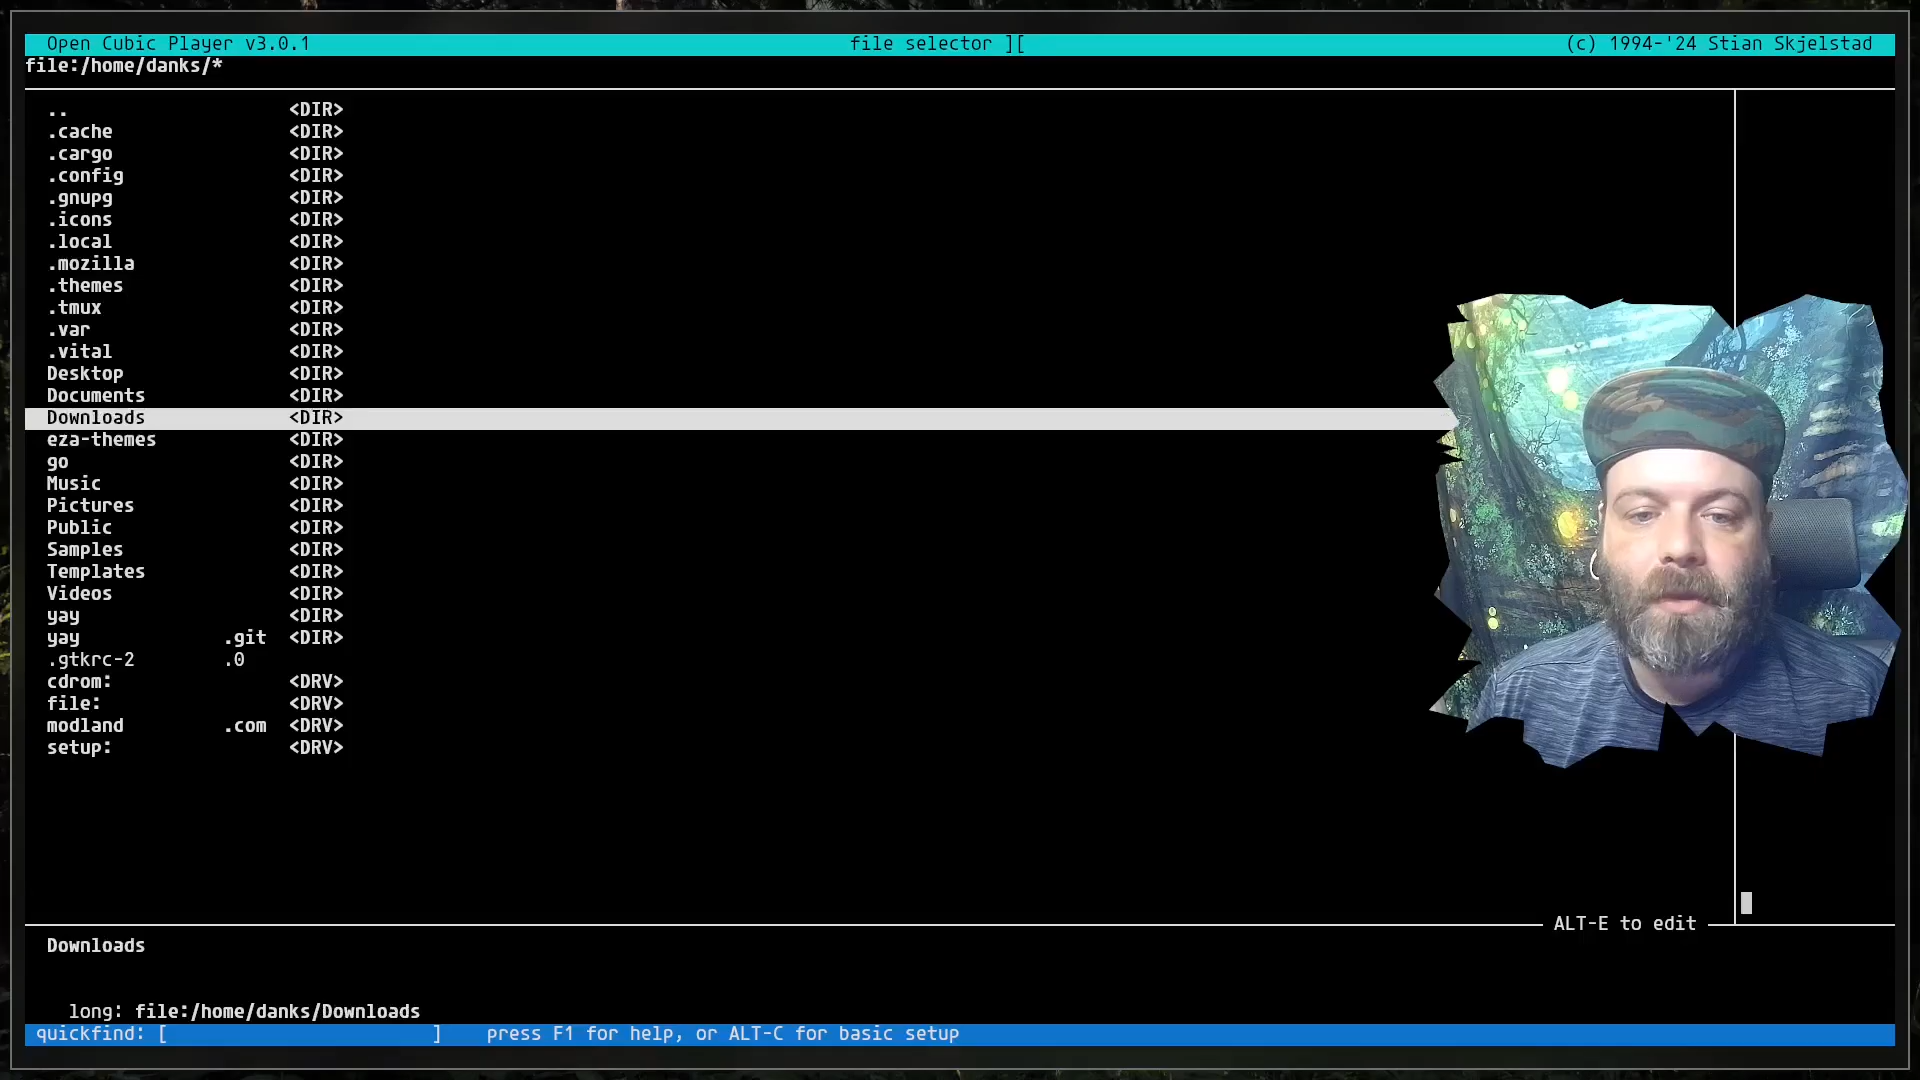 Open Cubic Player v3.0.1 file selector ][ (c) 1994-'24 Stian Skjelstad
file:/home/danks/*
.. <DIR>
.cache <DIR>
.cargo <DIR>
.config <DIR>
.gnupg <DIR>
.icons <DIR>
.local <DIR>
.mozilla <DIR>
.themes <DIR>
.tmux <DIR>
.var <DIR>
.vital <DIR>
Desktop <DIR>
Documents <DIR>
Downloads <DIR>
eza-themes <DIR>
go <DIR>
Music <DIR>
Pictures <DIR>
Public <DIR>
Samples <DIR>
Templates <DIR>
Videos <DIR>
yay <DIR>
yay .git <DIR>
.gtkrc-2 .0
cdrom: <DRV>
file: <DRV>
modland .com <DRV>
setup: <DRV>
ALT-E to edit
Downloads
long: file:/home/danks/Downloads
quickfind: [ ] press F1 for help, or ALT-C for basic setup